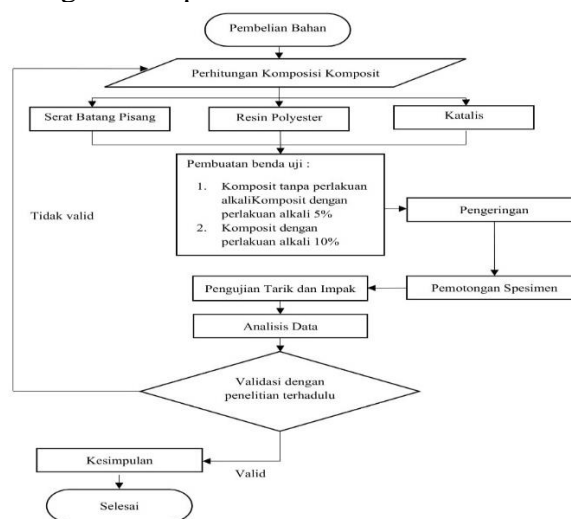 Pembelian Bahan
Perhitungan Komposisi Komposit
Serat Batang Pisang
Resin Polyester
Katalis
Pembuatan benda uji :
1. Komposit tanpa perlakuan
alkaliKomposit dengan
perlakuan alkali 5%
2. Komposit dengan
perlakuan alkali 10%
Tidak valid
Pengeringan
Pengujian Tarik dan Impak
Pemotongan Spesimen
Analisis Data
Validasi dengan
penelitian terhadulu
Kesimpulan
Valid
Selesai